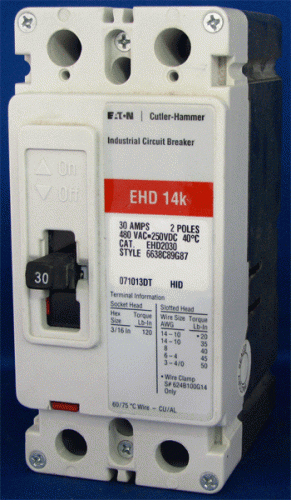 EATON | Cutler-Hammer
Industrial Circuit Breaker
On
Off
EHD 14k
30 AMPS 2 POLES
480 VAC•250VDC 40°C
CAT. EHD2030
STYLE 6638C89G87
30
071013DT HID
Terminal Information
Socket Head Slotted Head
Hex Size Torque Lb-In Wire Size AWG Torque Lb-In
3/16 in 120 14-10 • 20
14-10 35
8 40
6-4 45
3-4/0 50
• Wire Clamp
S# 624B100G14
Only
60/75 °C Wire - CU/AL